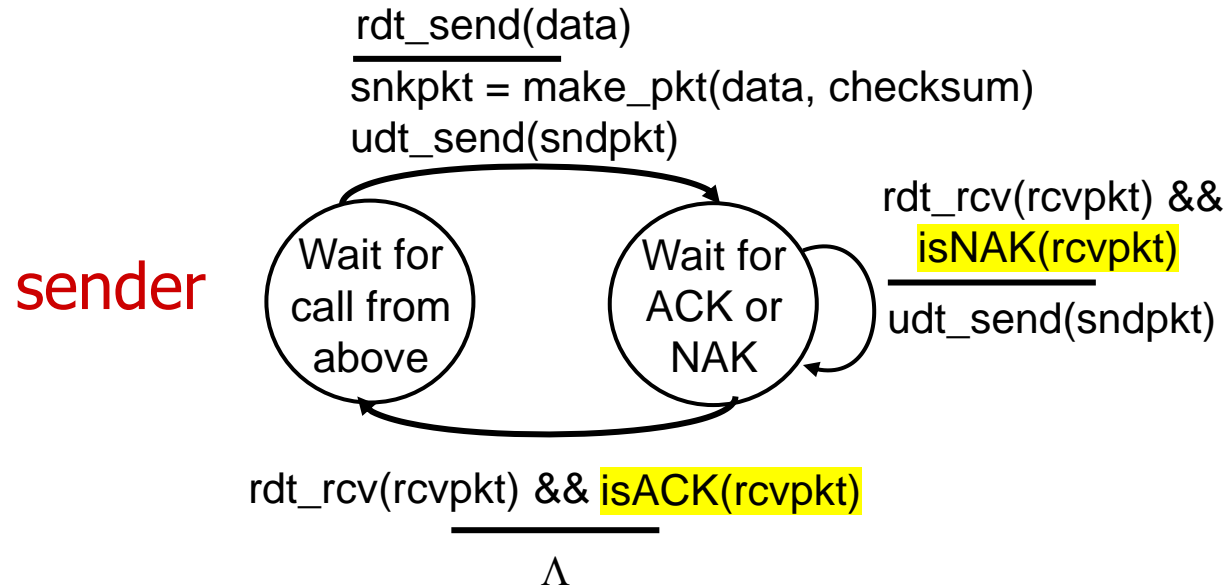 rdt_send(data)
snkpkt = make_pkt(data, checksum)
udt_send(sndpkt)
sender
Wait for
call from
above
Wait for
ACK or
NAK
rdt_rcv(rcvpkt) &&
isNAK(rcvpkt)
udt_send(sndpkt)
rdt_rcv(rcvpkt) && isACK(rcvpkt)
Λ